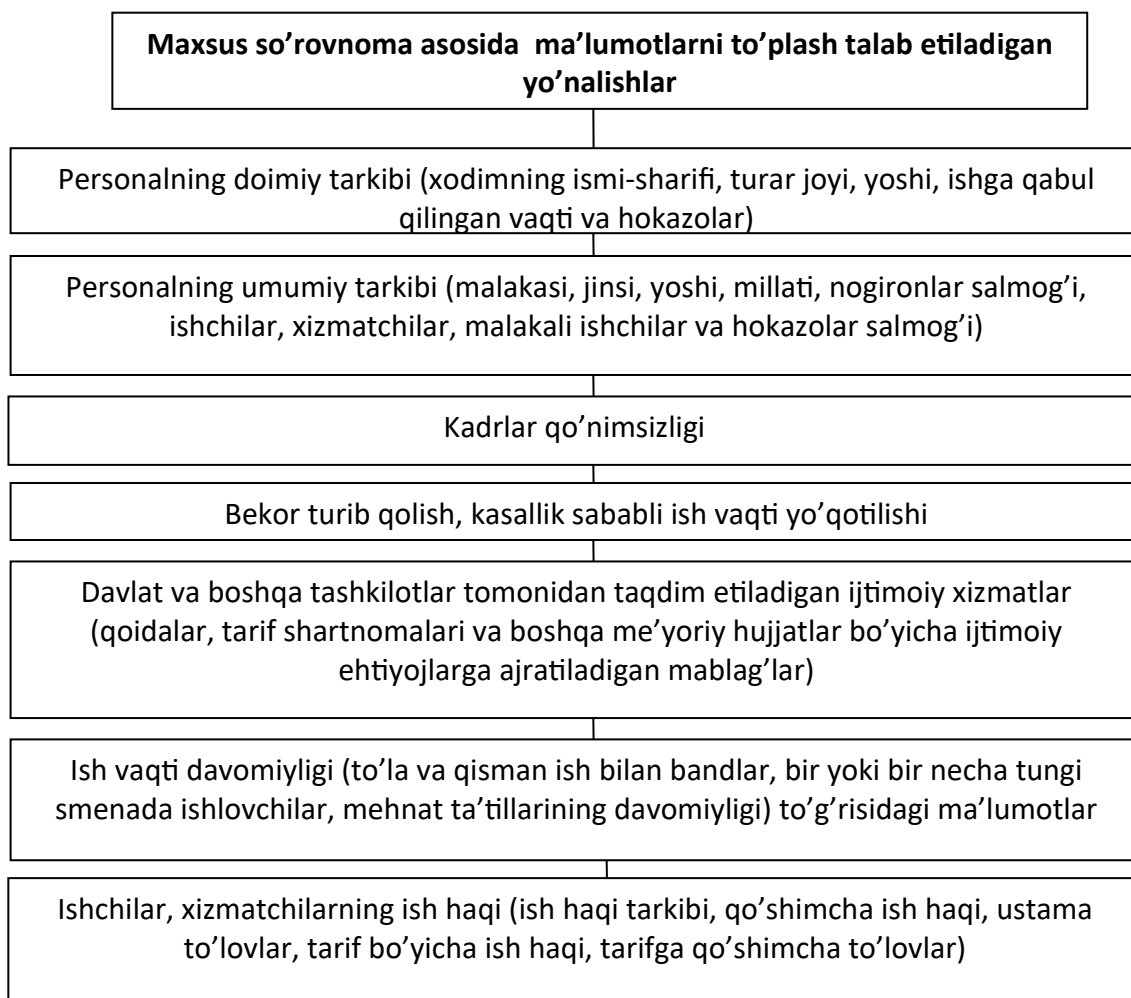 Maxsus so’rovnoma asosida ma’lumotlarni to’plash talab etiladigan
yo’nalishlar
Personalning doimiy tarkibi (xodimning ismi-sharifi, turar joyi, yoshi, ishga qabul
qilingan vaqti va hokazolar)
Personalning umumiy tarkibi (malakasi, jinsi, yoshi, millati, nogironlar salmog’i,
ishchilar, xizmatchilar, malakali ishchilar va hokazolar salmog’i)
Kadrlar qo’nimsizligi
Bekor turib qolish, kasallik sababli ish vaqti yo’qotilishi
Davlat va boshqa tashkilotlar tomonidan taqdim etiladigan ijtimoiy xizmatlar
(qoidalar, tarif shartnomalari va boshqa me’yoriy hujjatlar bo’yicha ijtimoiy
ehtiyojlarga ajratiladigan mablag’lar)
Ish vaqti davomiyligi (to’la va qisman ish bilan bandlar, bir yoki bir necha tungi
smenada ishlovchilar, mehnat ta’tillarining davomiyligi) to’g’risidagi ma’lumotlar
Ishchilar, xizmatchilarning ish haqi (ish haqi tarkibi, qo’shimcha ish haqi, ustama
to’lovlar, tarif bo’yicha ish haqi, tarifga qo’shimcha to’lovlar)